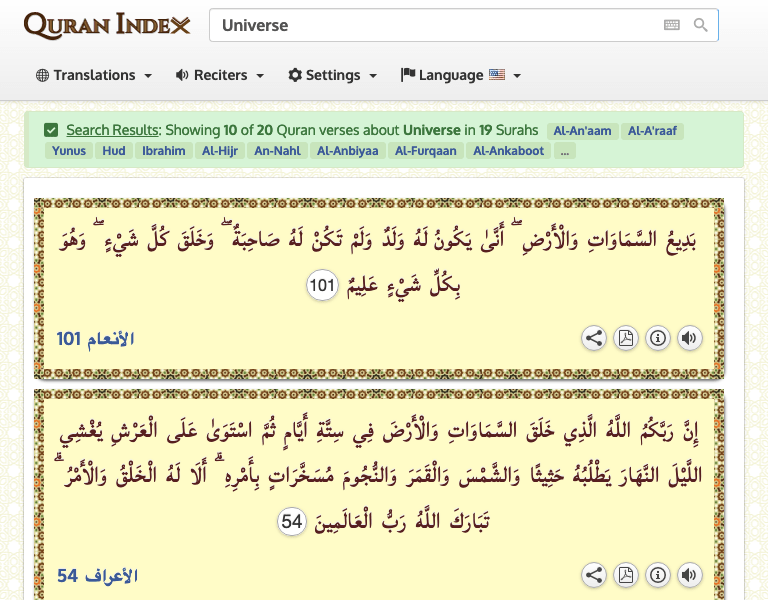 QURAN INDEX
Universe
Translations Reciters Settings Language
Search Results: Showing 10 of 20 Quran verses about Universe in 19 Surahs Al-An'aam Al-A'raaf
Yunus Hud Ibrahim Al-Hijr An-Nahl Al-Anbiyaa Al-Furqaan Al-Ankaboot ...
بَدِيعُ السَّمَاوَاتِ وَالْأَرْضِ ۖ أَنَّىٰ يَكُونُ لَهُ وَلَدٌ وَلَمْ تَكُنْ لَهُ صَاحِبَةٌ ۖ وَخَلَقَ كُلَّ شَيْءٍ ۖ وَهُوَ
بِكُلِّ شَيْءٍ عَلِيمٌ 101
الأنعام 101
إِنَّ رَبَّكُمُ اللَّهُ الَّذِي خَلَقَ السَّمَاوَاتِ وَالْأَرْضَ فِي سِتَّةِ أَيَّامٍ ثُمَّ اسْتَوَىٰ عَلَى الْعَرْشِ يُغْشِي
اللَّيْلَ النَّهَارَ يَطْلُبُهُ حَثِيثًا وَالشَّمْسَ وَالْقَمَرَ وَالنُّجُومَ مُسَخَّرَاتٍ بِأَمْرِهِ ۗ أَلَا لَهُ الْخَلْقُ وَالْأَمْرُ ۗ
تَبَارَكَ اللَّهُ رَبُّ الْعَالَمِينَ 54
الأعراف 54